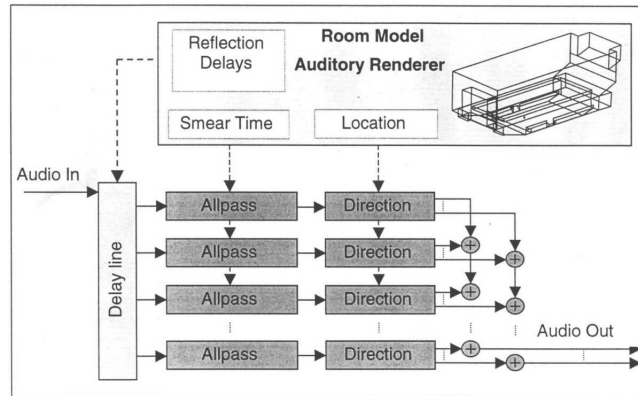 Reflection
Delays
Room Model
Auditory Renderer
Smear Time
Location
Audio In
Delay line
Allpass
Direction
Allpass
Direction
Allpass
Direction
Allpass
Direction
Audio Out